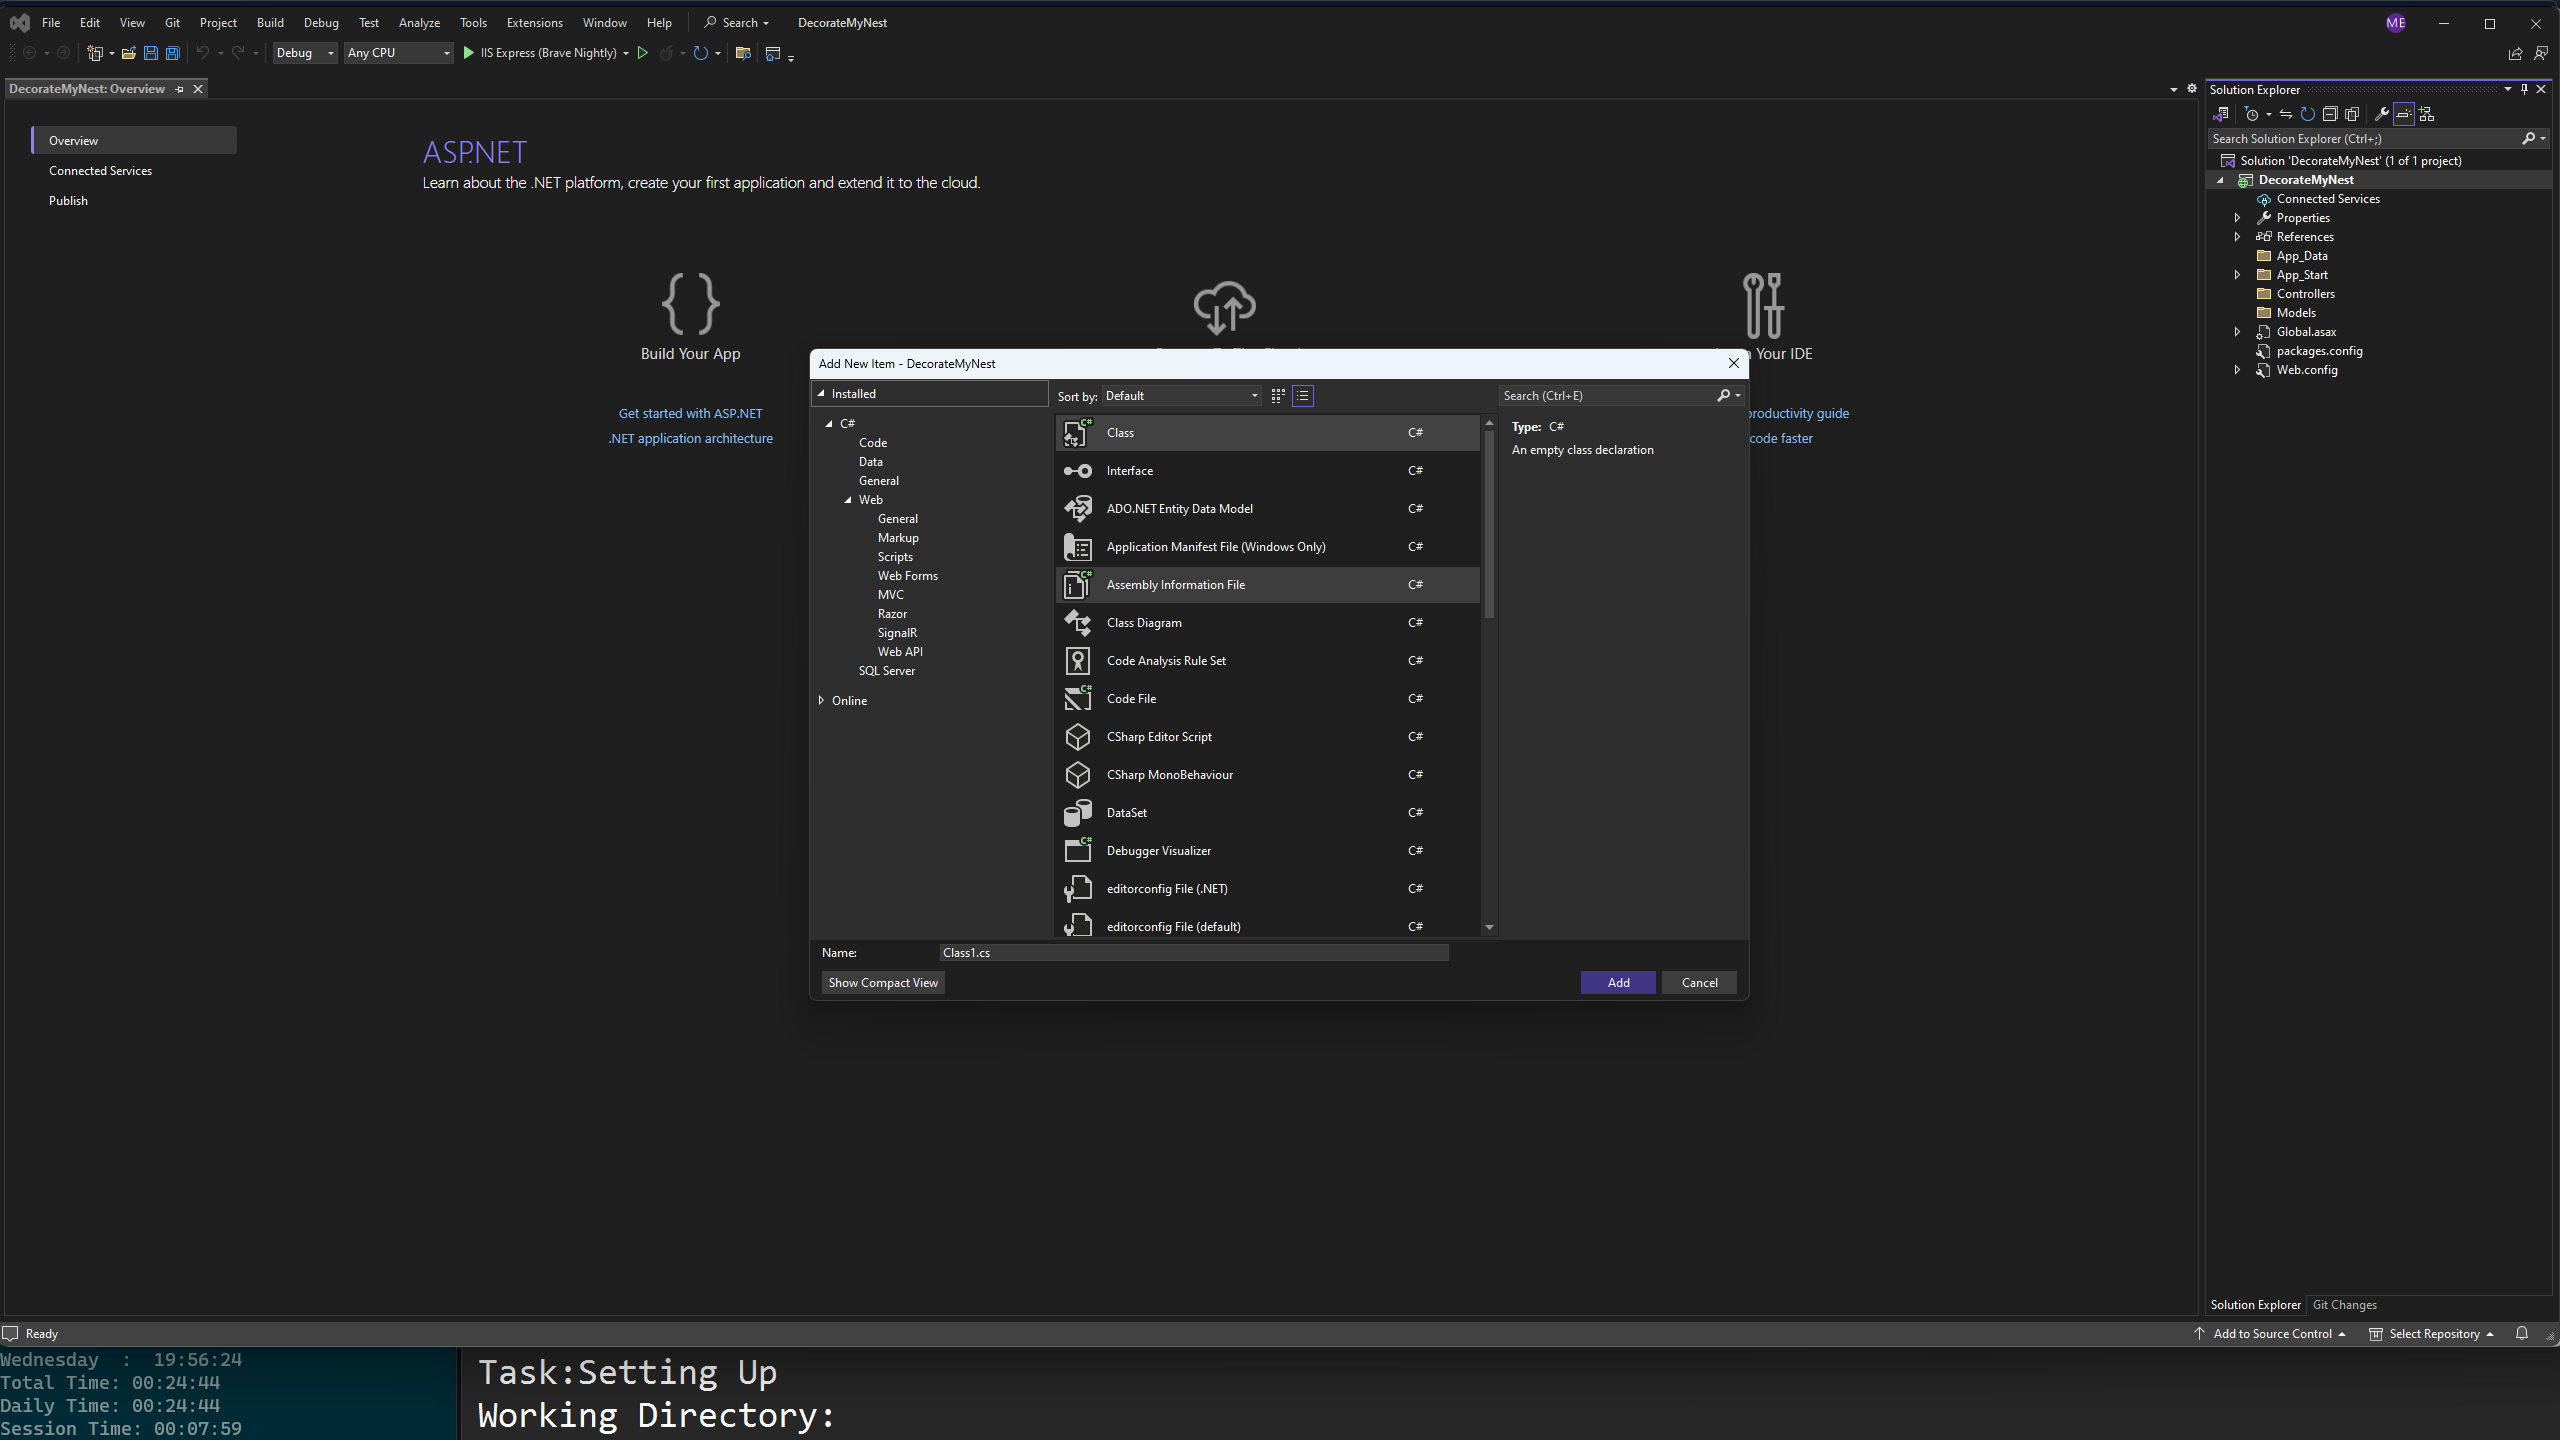 File Edit View Git Project Build Debug Test Analyze Tools Extensions Window Help Search DecorateMyNest ME
Debug Any CPU IIS Express (Brave Nightly)
DecorateMyNest: Overview
Overview
Connected Services
Publish
ASP.NET
Learn about the .NET platform, create your first application and extend it to the cloud.
Build Your App
Your IDE
Get started with ASP.NET
productivity guide
.NET application architecture
code faster
Add New Item - DecorateMyNest
Installed
C#
Code
Data
General
Web
General
Markup
Scripts
Web Forms
MVC
Razor
SignalR
Web API
SQL Server
Online
Sort by: Default
Class C#
Interface C#
ADO.NET Entity Data Model C#
Application Manifest File (Windows Only) C#
Assembly Information File C#
Class Diagram C#
Code Analysis Rule Set C#
Code File C#
CSharp Editor Script C#
CSharp MonoBehaviour C#
DataSet C#
Debugger Visualizer C#
editorconfig File (.NET) C#
editorconfig File (default) C#
Search (Ctrl+E)
Type: C#
An empty class declaration
Name: Class1.cs
Show Compact View Add Cancel
Solution Explorer
Search Solution Explorer (Ctrl+;)
Solution 'DecorateMyNest' (1 of 1 project)
DecorateMyNest
Connected Services
Properties
References
App_Data
App_Start
Controllers
Models
Global.asax
packages.config
Web.config
Solution Explorer Git Changes
Ready Add to Source Control Select Repository
Wednesday : 19:56:24
Total Time: 00:24:44
Daily Time: 00:24:44
Session Time: 00:07:59
Task:Setting Up
Working Directory: